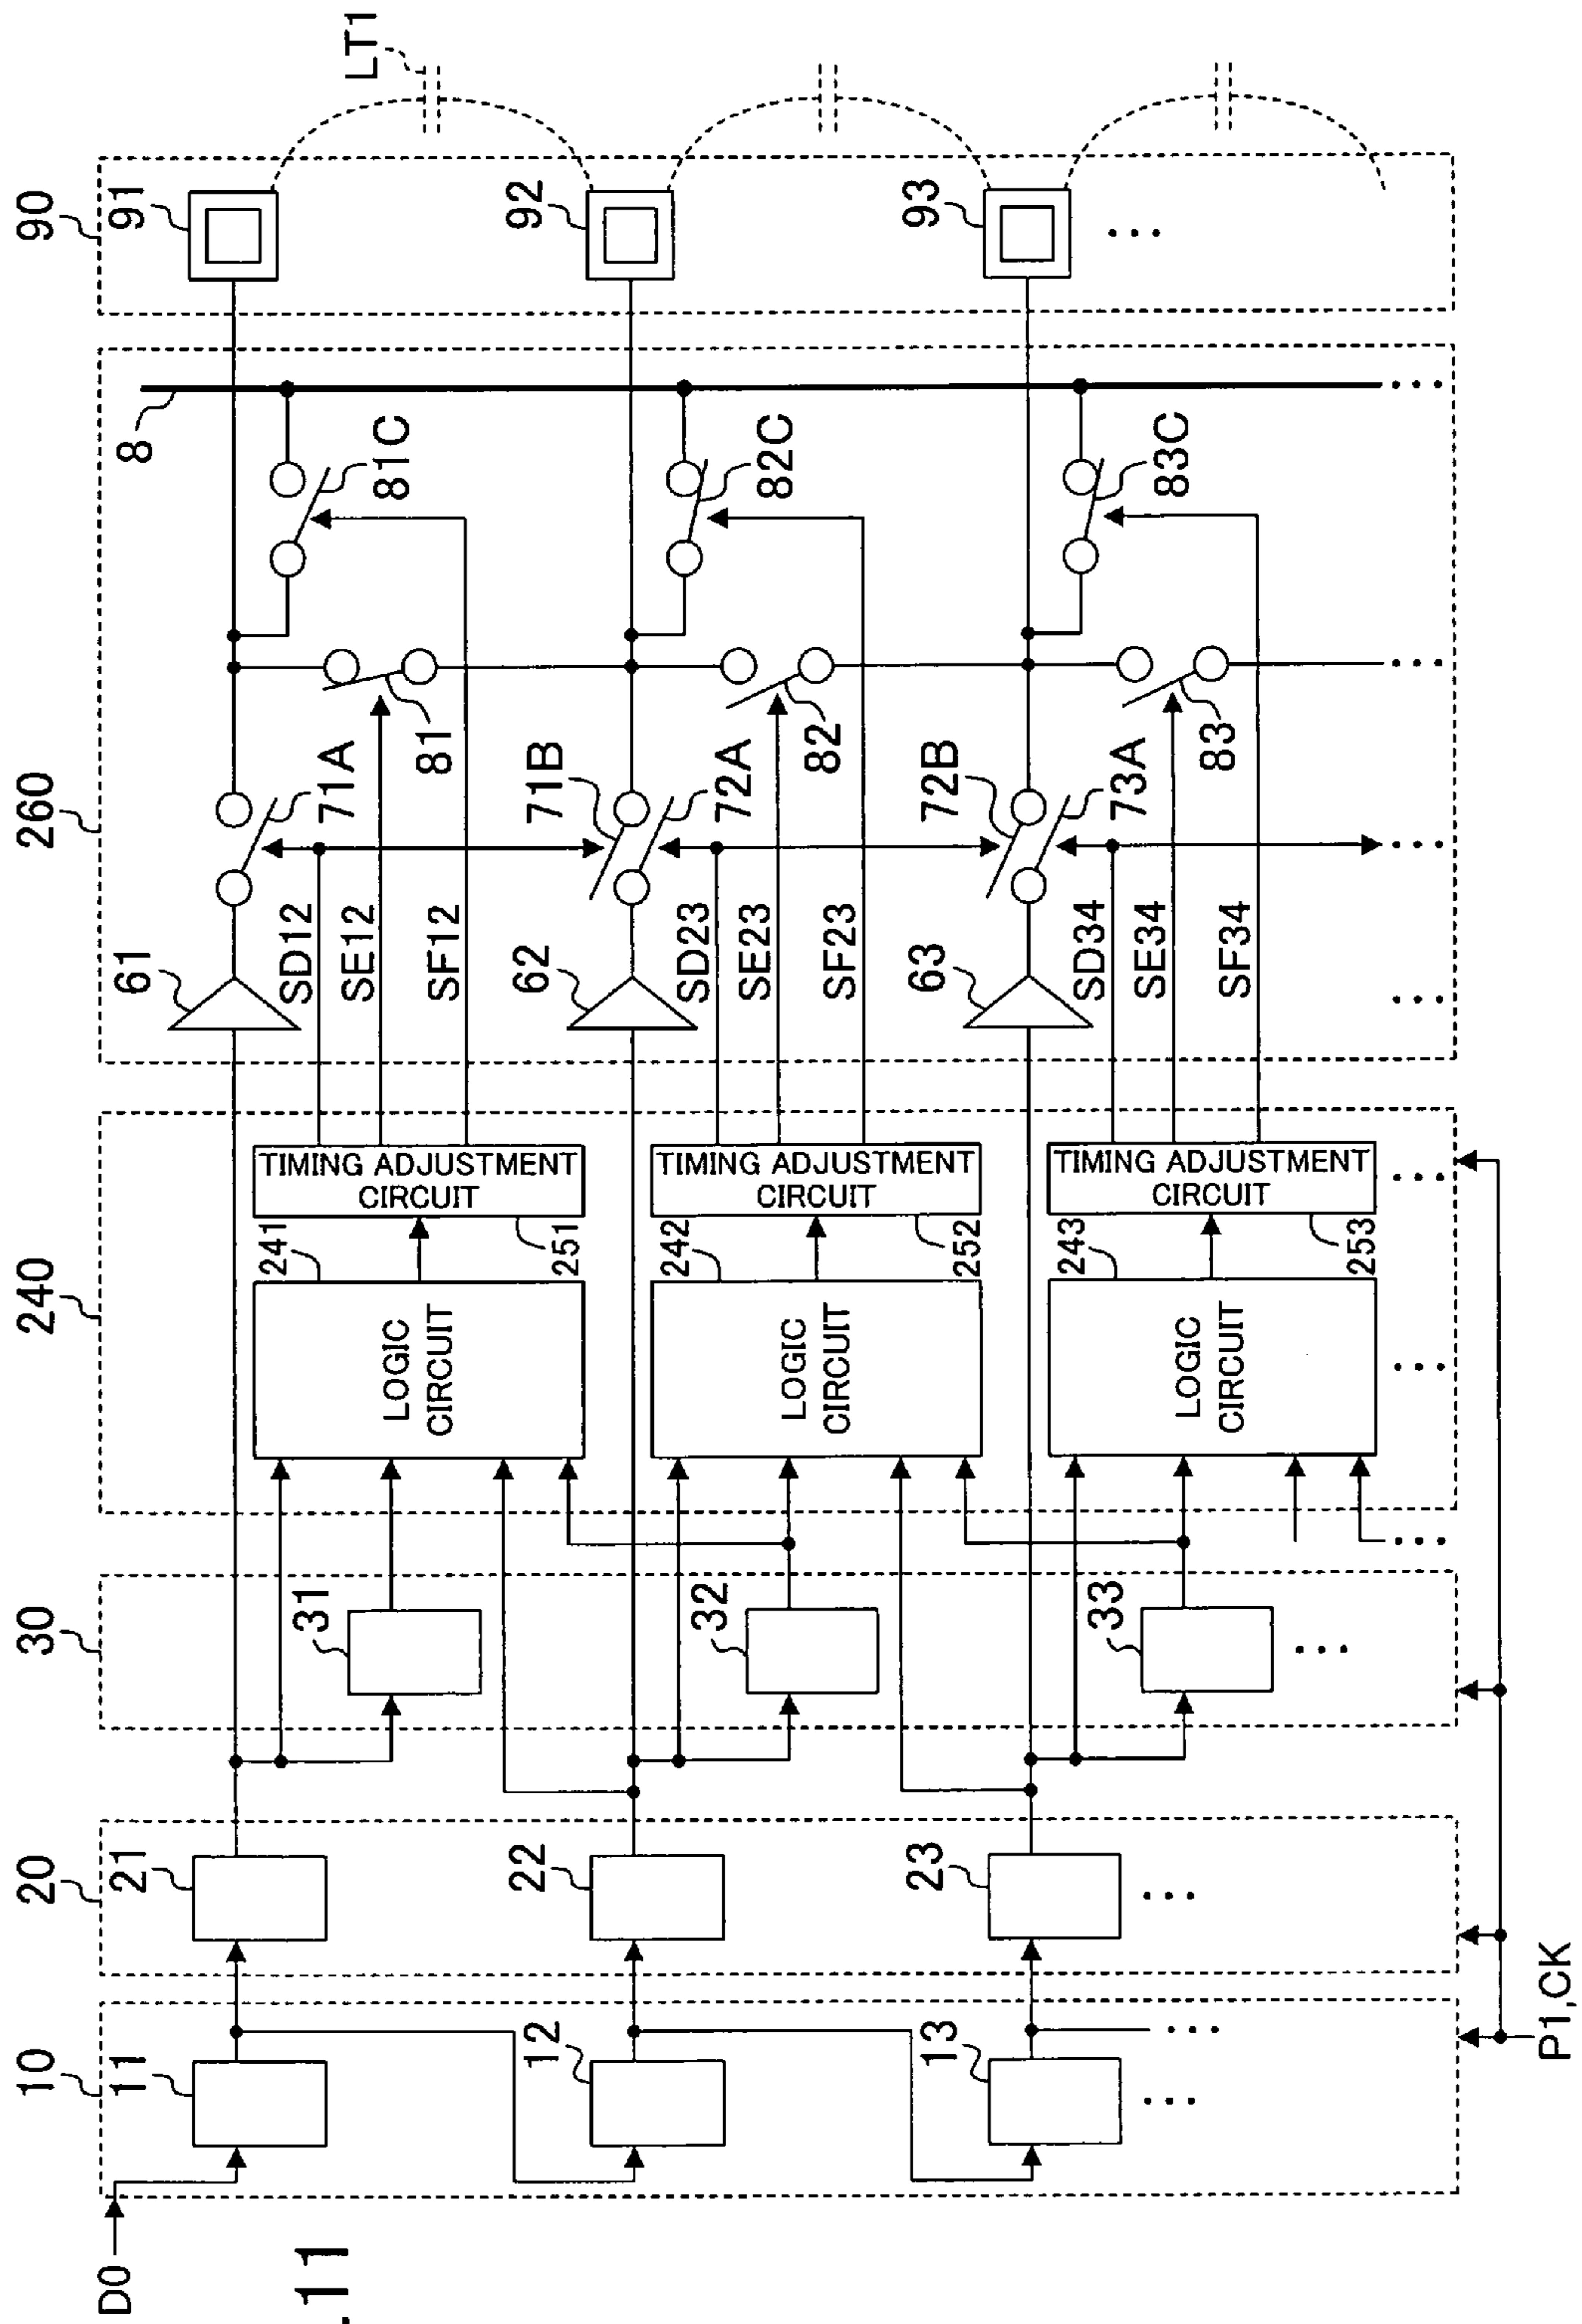 .11
D0
10
11
12
13
...
...
20
21
22
23
...
30
31
32
33
...
...
P1,CK
240
241
LOGIC
CIRCUIT
TIMING ADJUSTMENT
CIRCUIT
251
242
LOGIC
CIRCUIT
TIMING ADJUSTMENT
CIRCUIT
252
243
LOGIC
CIRCUIT
TIMING ADJUSTMENT
CIRCUIT
253
...
...
260
61
SD12
SE12
SF12
71A
81
81C
8
62
SD23
SE23
SF23
71B
72A
82
82C
63
SD34
SE34
SF34
72B
73A
83
83C
...
...
...
...
90
91
92
93
...
LT1